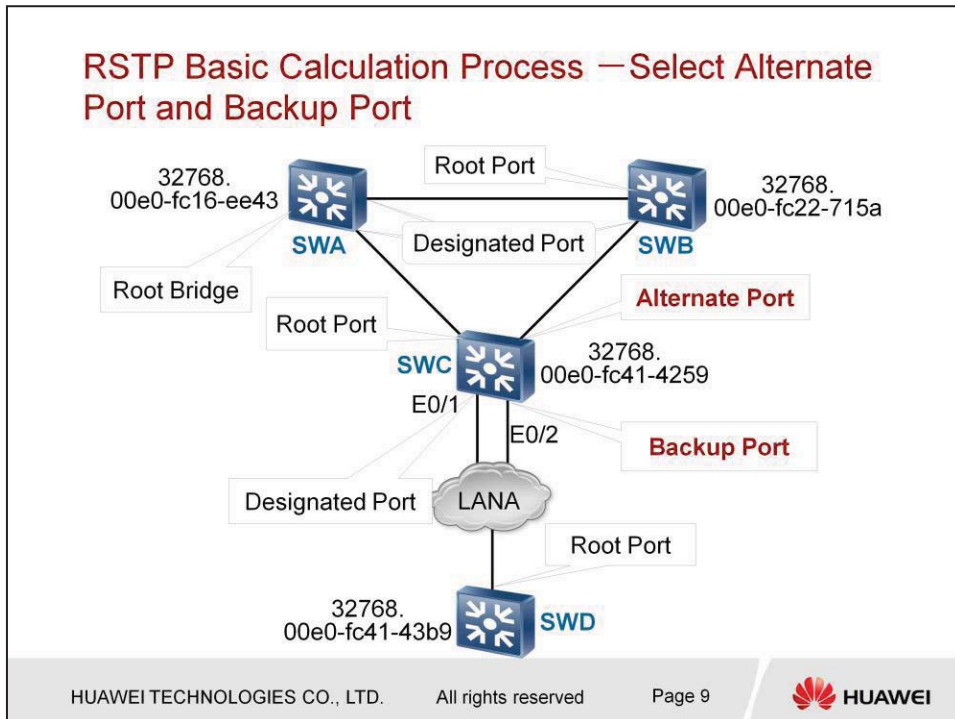 RSTP Basic Calculation Process —Select Alternate
Port and Backup Port
Root Port
32768.
00e0-fc16-ee43
32768.
00e0-fc22-715a
SWA
Designated Port
SWB
Root Bridge
Alternate Port
Root Port
32768.
00e0-fc41-4259
SWC
E0/1
E0/2
Backup Port
Designated Port
LANA
Root Port
32768.
00e0-fc41-43b9
SWD
HUAWEI TECHNOLOGIES CO., LTD.
All rights reserved
Page 9
HUAWEI